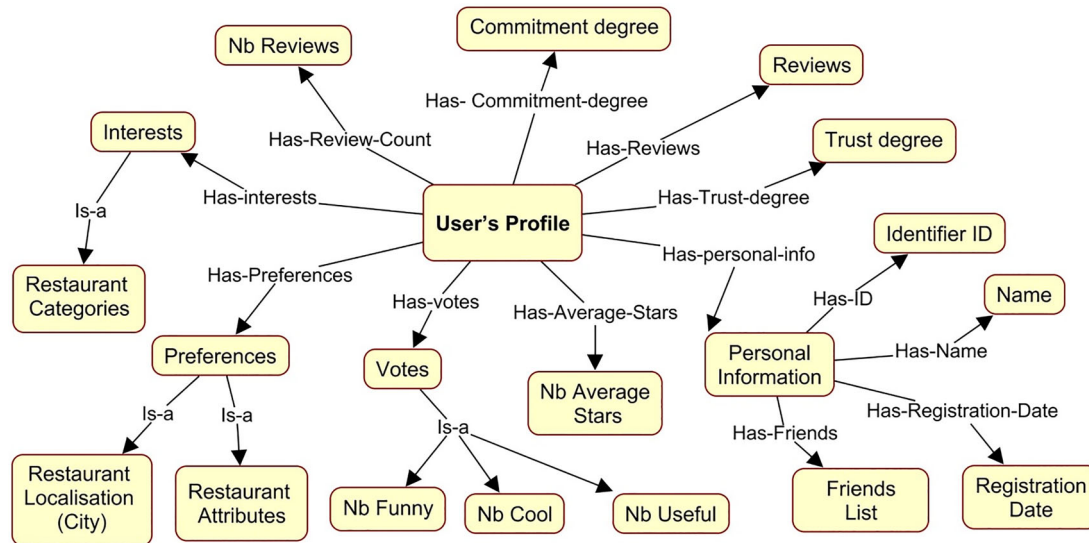 Commitment degree
Nb Reviews
Reviews
Has- Commitment-degree
Interests
Has-Review-Count
Has-Reviews
Trust degree
Has-interests
Has-Trust-degree
Is-a
User's Profile
Identifier ID
Has-personal-info
Restaurant
Categories
Has-Preferences
Has-votes
Has-Average-Stars
Has-ID
Name
Preferences
Votes
Personal
Information
Has-Name
Nb Average
Stars
Is-a
Is-a
Is-a
Has-Friends
Has-Registration-Date
Restaurant
Localisation
(City)
Restaurant
Attributes
Nb Funny
Nb Cool
Nb Useful
Friends
List
Registration
Date